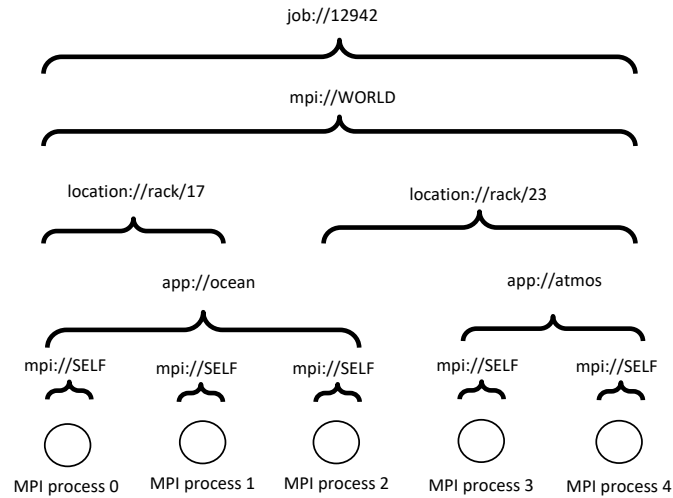 job://12942
mpi://WORLD
location://rack/17
location://rack/23
app://ocean
app://atmos
mpi://SELF
mpi://SELF
mpi://SELF
mpi://SELF
mpi://SELF
MPI process 0
MPI process 1
MPI process 2
MPI process 3
MPI process 4